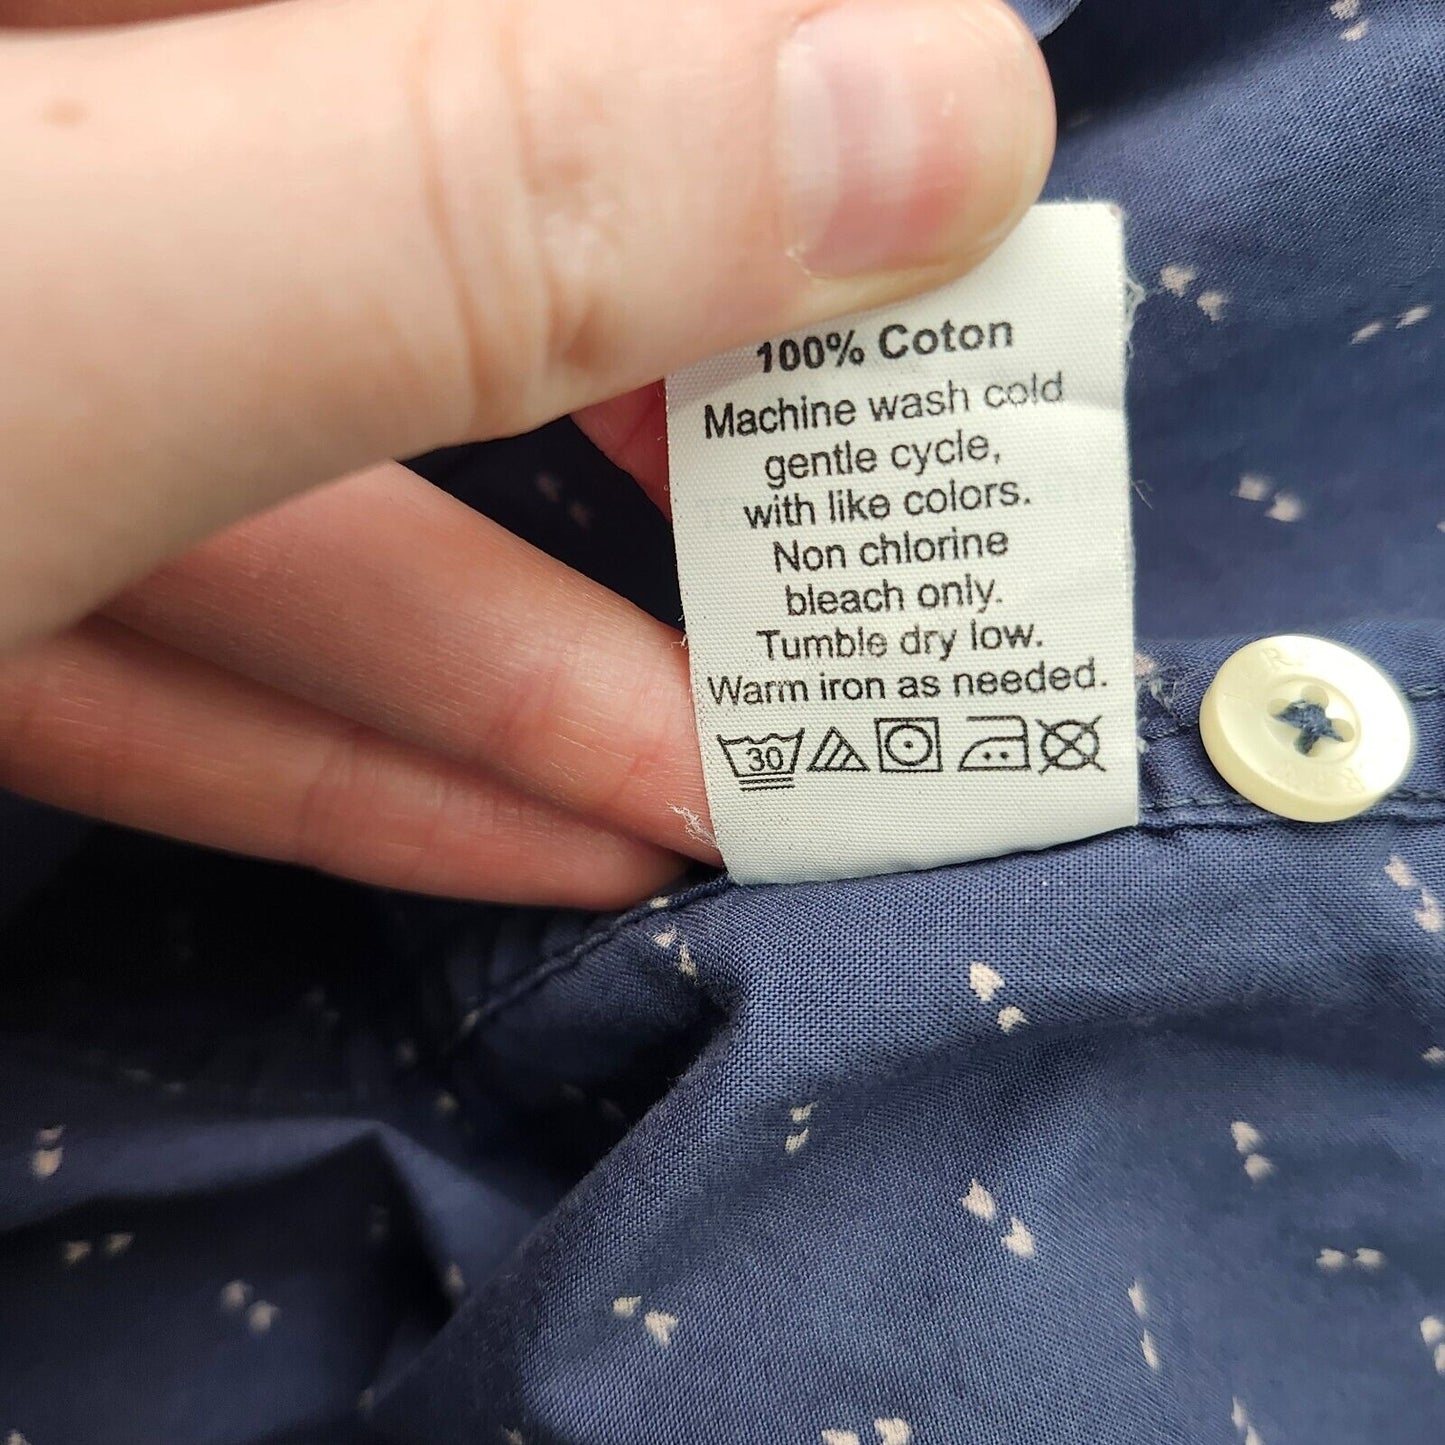 100% Coton
Machine wash cold
gentle cycle,
with like colors.
Non chlorine
bleach only.
Tumble dry low.
Warm iron as needed.
30